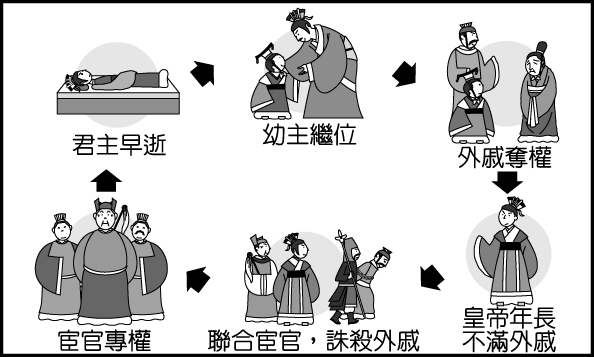 君主早逝
幼主繼位
外戚奪權
皇帝年長
不滿外戚
聯合宦官，誅殺外戚
宦官專權